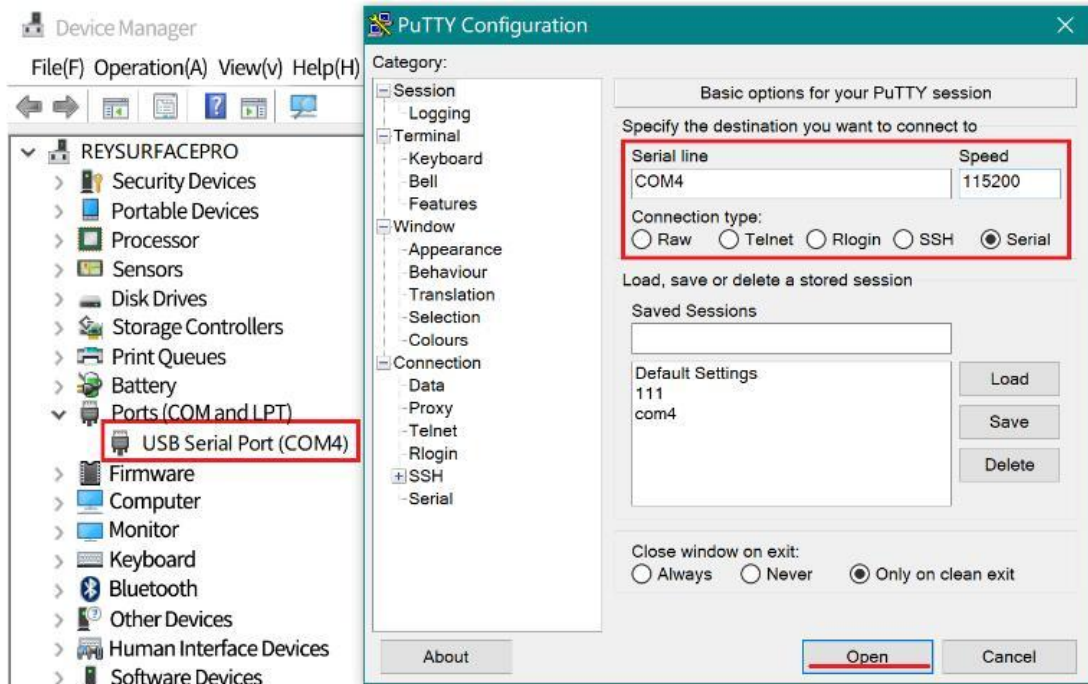 Device Manager
File(F) Operation(A) View(v) Help(H)
REYSURFACEPRO
Security Devices
Portable Devices
Processor
Sensors
Disk Drives
Storage Controllers
Print Queues
Battery
Ports (COM and LPT)
USB Serial Port (COM4)
Firmware
Computer
Monitor
Keyboard
Bluetooth
Other Devices
Human Interface Devices
Software Devices
PuTTY Configuration
Category:
Session
Logging
Terminal
Keyboard
Bell
Features
Window
Appearance
Behaviour
Translation
Selection
Colours
Connection
Data
Proxy
Telnet
Rlogin
SSH
Serial
Basic options for your PuTTY session
Specify the destination you want to connect to
Serial line Speed
COM4 115200
Connection type:
Raw Telnet Rlogin SSH Serial
Load, save or delete a stored session
Saved Sessions
Default Settings
111
com4
Load
Save
Delete
Close window on exit:
Always Never Only on clean exit
About Open Cancel